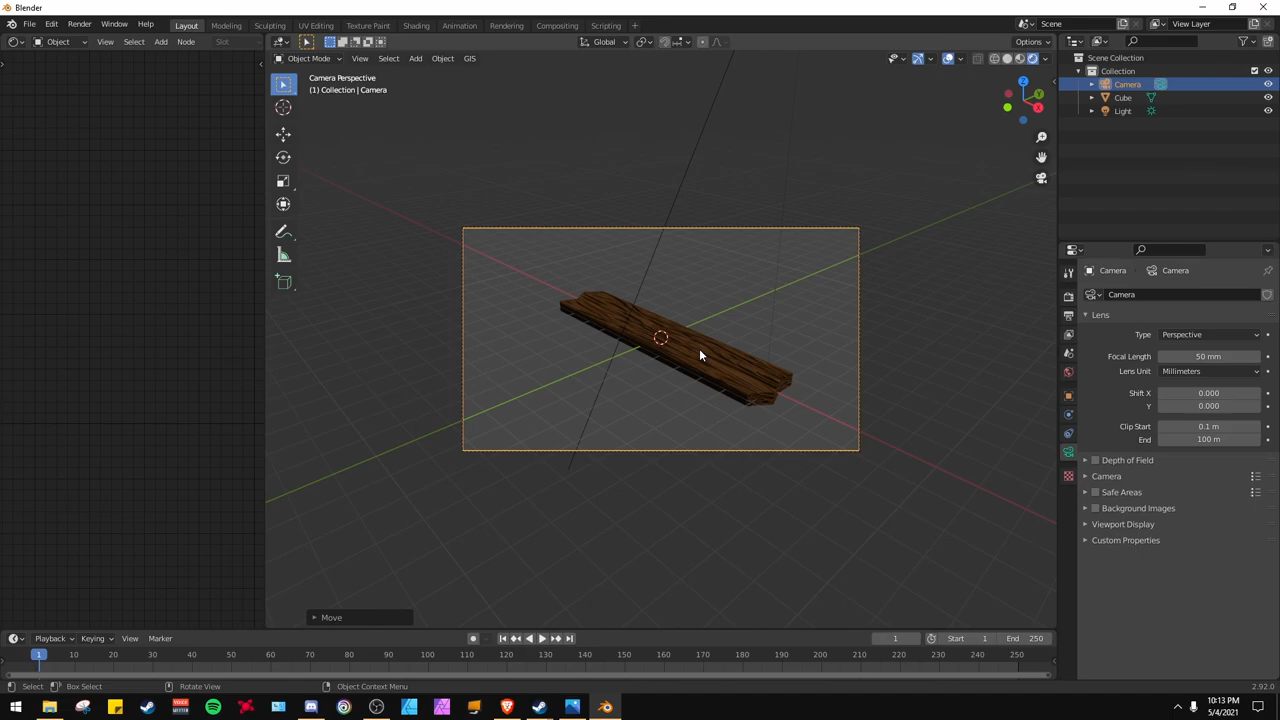 Blender
File Edit Render Window Help Layout Modeling Sculpting UV Editing Texture Paint Shading Animation Rendering Compositing Scripting + Scene View Layer
Object View Select Add Node Slot Global Options
Object Mode View Select Add Object GIS
Camera Perspective
(1) Collection | Camera
Z
Y
X
Scene Collection
Collection
Camera
Cube
Light
Camera Camera
Camera
Lens
Type Perspective
Focal Length 50 mm
Lens Unit Millimeters
Shift X 0.000
Y 0.000
Clip Start 0.1 m
End 100 m
Depth of Field
Camera
Safe Areas
Background Images
Viewport Display
Custom Properties
Move
Playback Keying View Marker 1 Start 1 End 250
1 10 20 30 40 50 60 70 80 90 100 110 120 130 140 150 160 170 180 190 200 210 220 230 240 250
Select Box Select Rotate View Object Context Menu 2.92.0
10:13 PM
5/4/2021